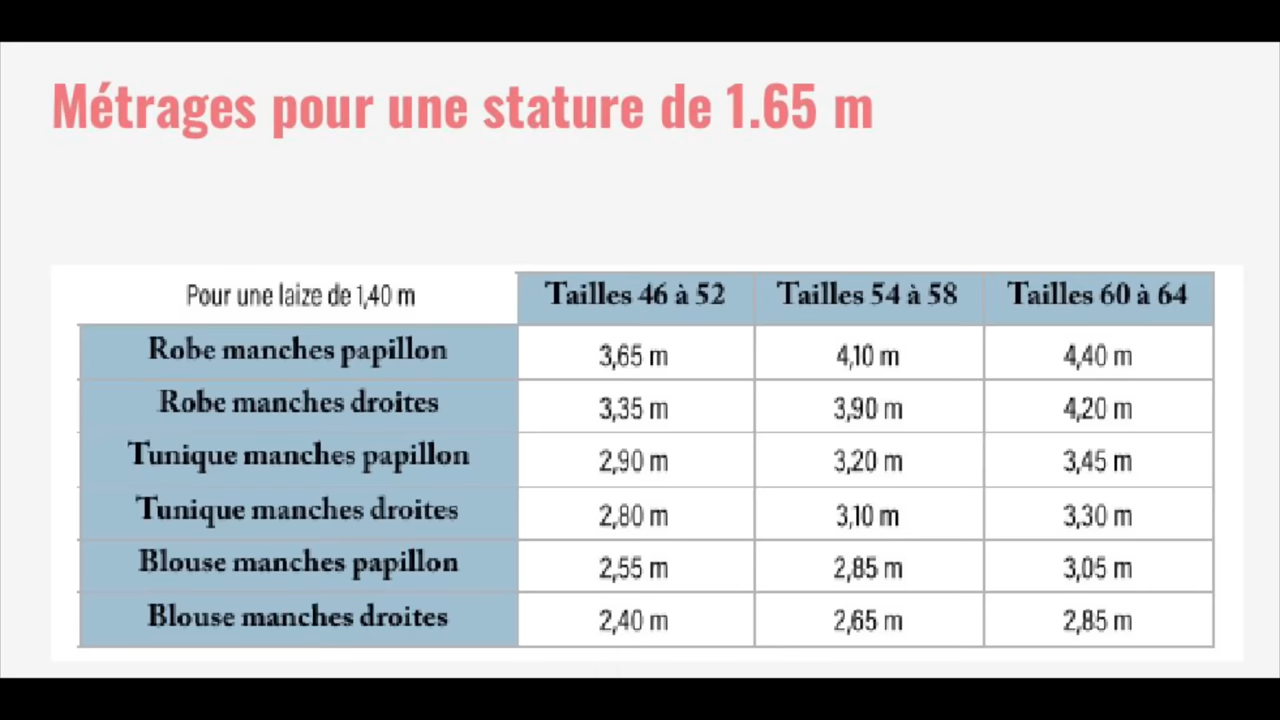 Métrages pour une stature de 1.65 m
Pour une laize de 1,40 m Tailles 46 à 52 Tailles 54 à 58 Tailles 60 à 64
Robe manches papillon 3,65 m 4,10 m 4,40 m
Robe manches droites 3,35 m 3,90 m 4,20 m
Tunique manches papillon 2,90 m 3,20 m 3,45 m
Tunique manches droites 2,80 m 3,10 m 3,30 m
Blouse manches papillon 2,55 m 2,85 m 3,05 m
Blouse manches droites 2,40 m 2,65 m 2,85 m